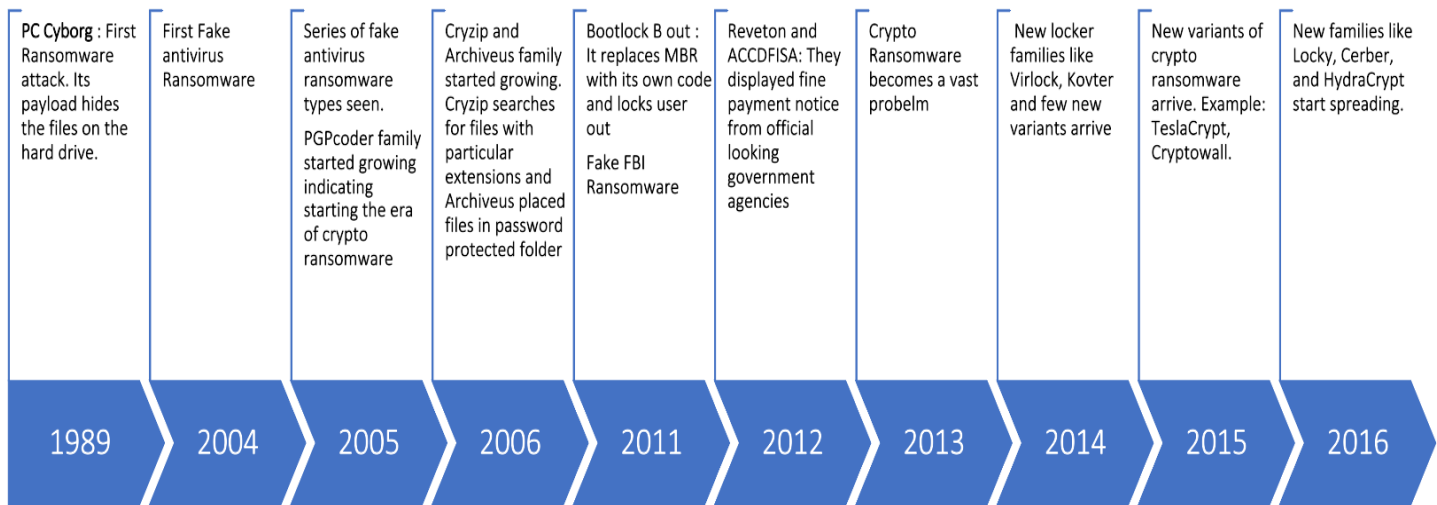 PC Cyborg : First
Ransomware
attack. Its
payload hides
the files on the
hard drive.
First Fake
antivirus
Ransomware
Series of fake
antivirus
ransomware
types seen.
PGPcoder family
started growing
indicating
starting the era
of crypto
ransomware
Cryzip and
Archiveus family
started growing.
Cryzip searches
for files with
particular
extensions and
Archiveus placed
files in password
protected folder
Bootlock B out :
It replaces MBR
with its own code
and locks user
out
Fake FBI
Ransomware
Reveton and
ACCDFISA: They
displayed fine
payment notice
from official
looking
government
agencies
Crypto
Ransomware
becomes a vast
probelm
New locker
families like
Virlock, Kovter
and few new
variants arrive
New variants of
crypto
ransomware
arrive. Example:
TeslaCrypt,
Cryptowall.
New families like
Locky, Cerber,
and HydraCrypt
start spreading.
1989
2004
2005
2006
2011
2012
2013
2014
2015
2016